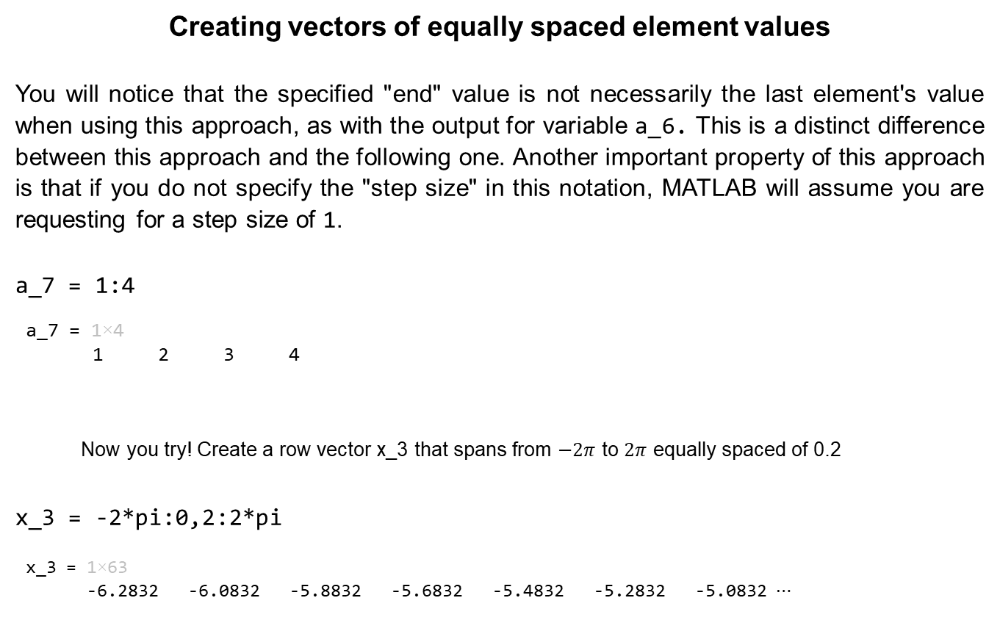 Creating vectors of equally spaced element values
You will notice that the specified "end" value is not necessarily the last element's value
when using this approach, as with the output for variable a_6. This is a distinct difference
between this approach and the following one. Another important property of this approach
is that if you do not specify the "step size" in this notation, MATLAB will assume you are
requesting for a step size of 1.
a_7 = 1:4
a_7 = 1×4
1 2 3 4
Now you try! Create a row vector x_3 that spans from −2π to 2π equally spaced of 0.2
x_3 = -2*pi:0,2:2*pi
x_3 = 1×63
-6.2832 -6.0832 -5.8832 -5.6832 -5.4832 -5.2832 -5.0832 ⋯